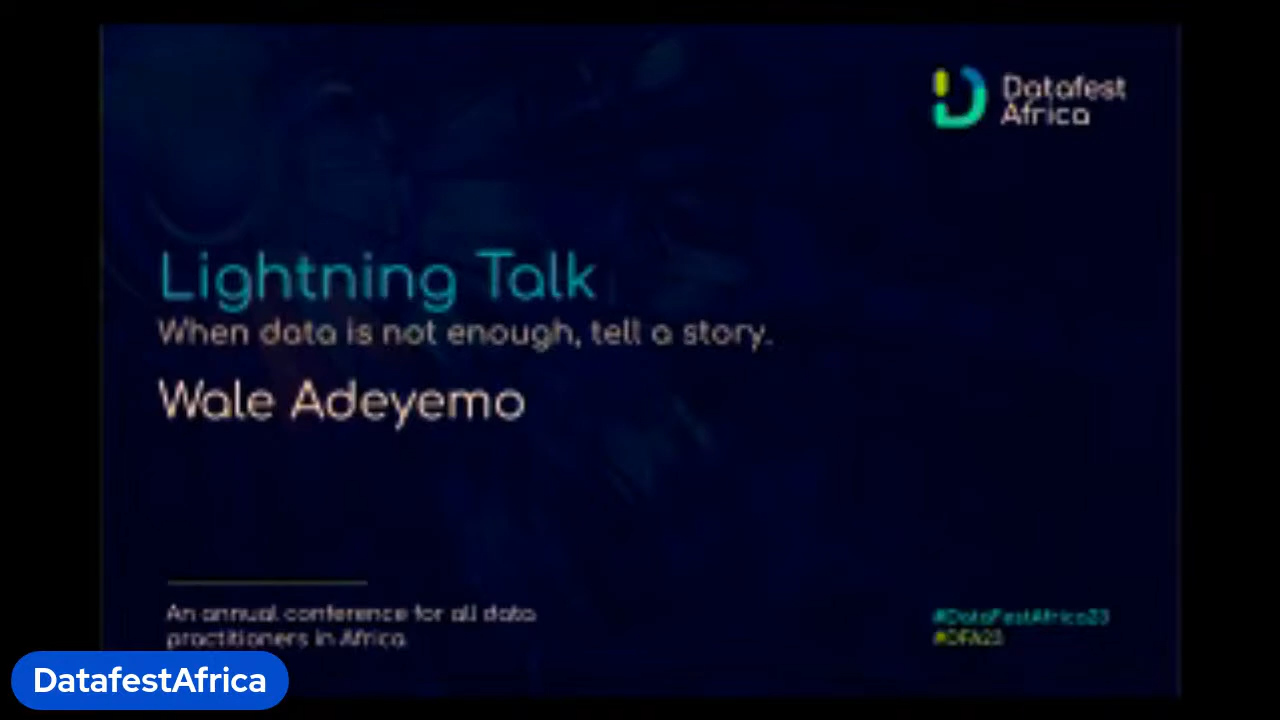 Datafest
Africa
Lightning Talk
When data is not enough, tell a story.
Wale Adeyemo
An annual conference for all data
practitioners in Africa.
#DataFestAfrica23
#DFA23
DatafestAfrica